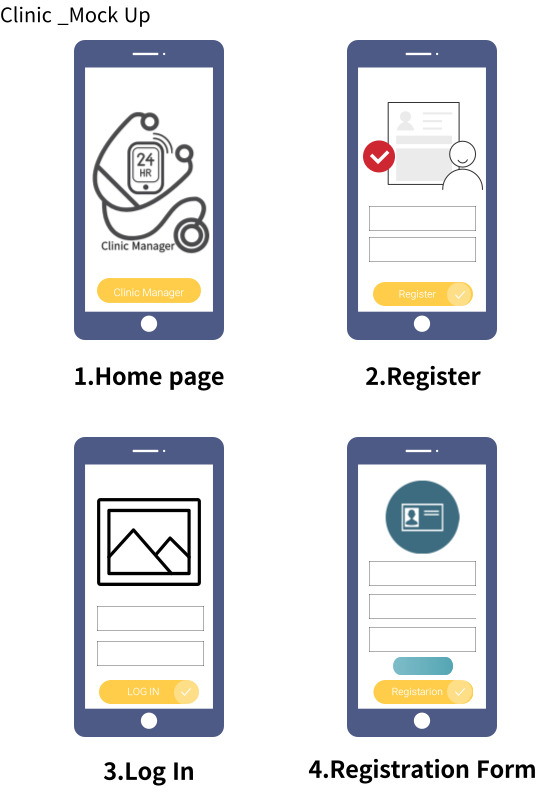 Clinic _Mock Up
24
HR
Clinic Manager
Clinic Manager
1.Home page
Register
2.Register
LOG IN
3.Log In
Registarion
4.Registration Form